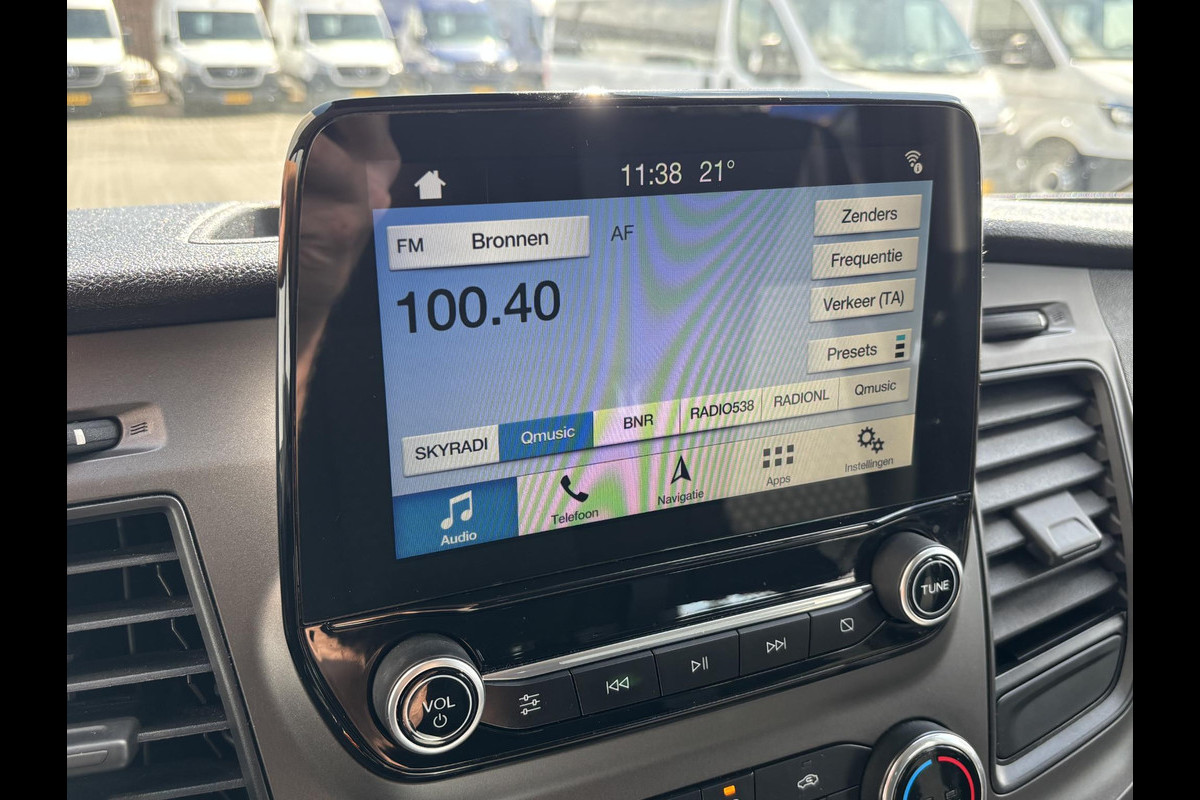 11:38 21°
FM Bronnen AF
Zenders
100.40
Frequentie
Verkeer (TA)
Presets
SKYRADI Qmusic BNR RADIO538 RADIONL Qmusic
Audio Telefoon Navigatie Apps Instellingen
VOL
TUNE